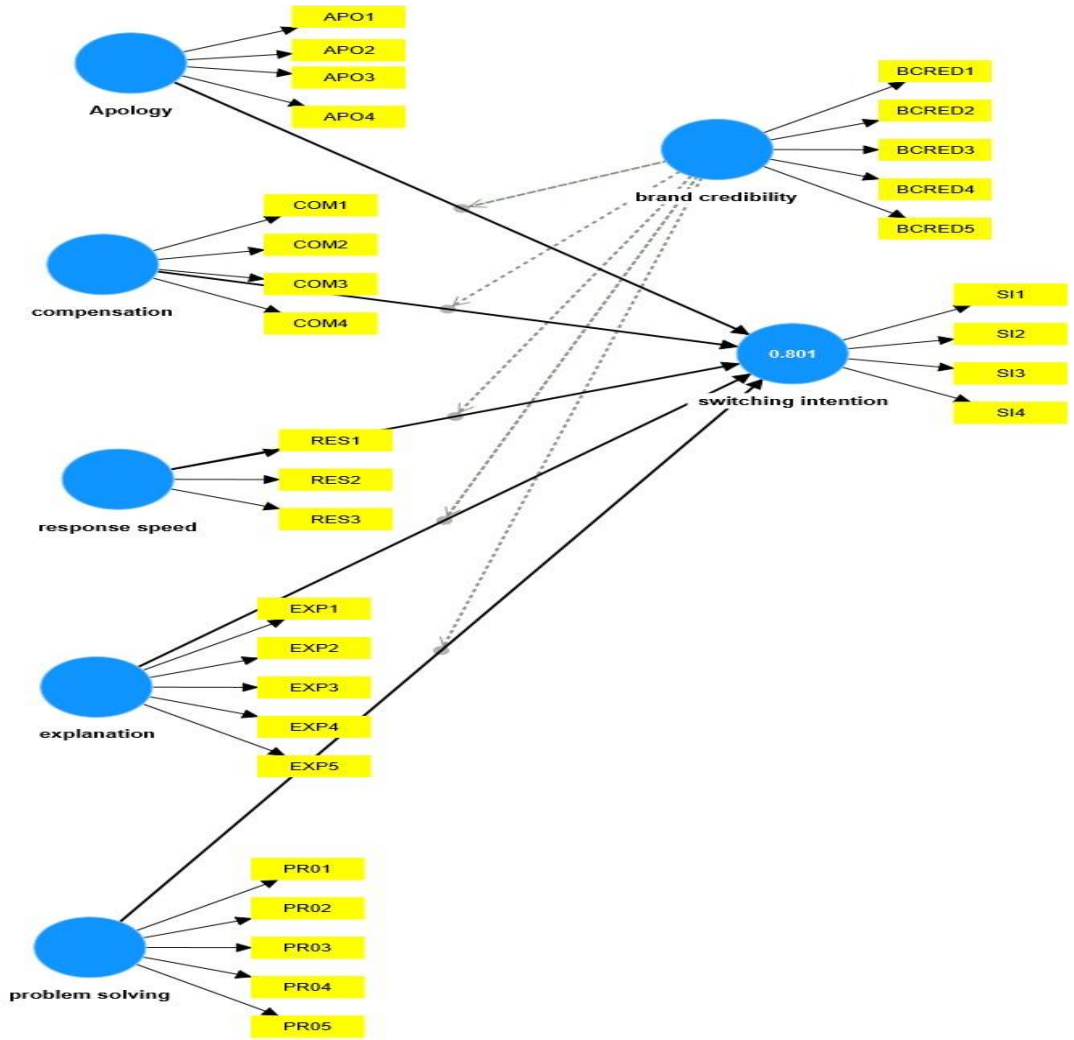 APO1
APO2
APO3
APO4
Apology
BCRED1
BCRED2
BCRED3
BCRED4
BCRED5
brand credibility
COM1
COM2
COM3
COM4
compensation
SI1
SI2
SI3
SI4
0.801
switching intention
RES1
RES2
RES3
response speed
EXP1
EXP2
EXP3
EXP4
EXP5
explanation
PR01
PR02
PR03
PR04
PR05
problem solving